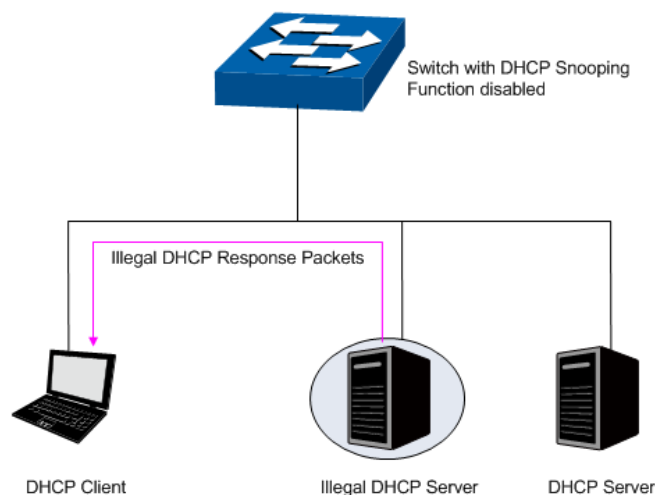 Switch with DHCP Snooping
Function disabled
Illegal DHCP Response Packets
DHCP Client
Illegal DHCP Server
DHCP Server